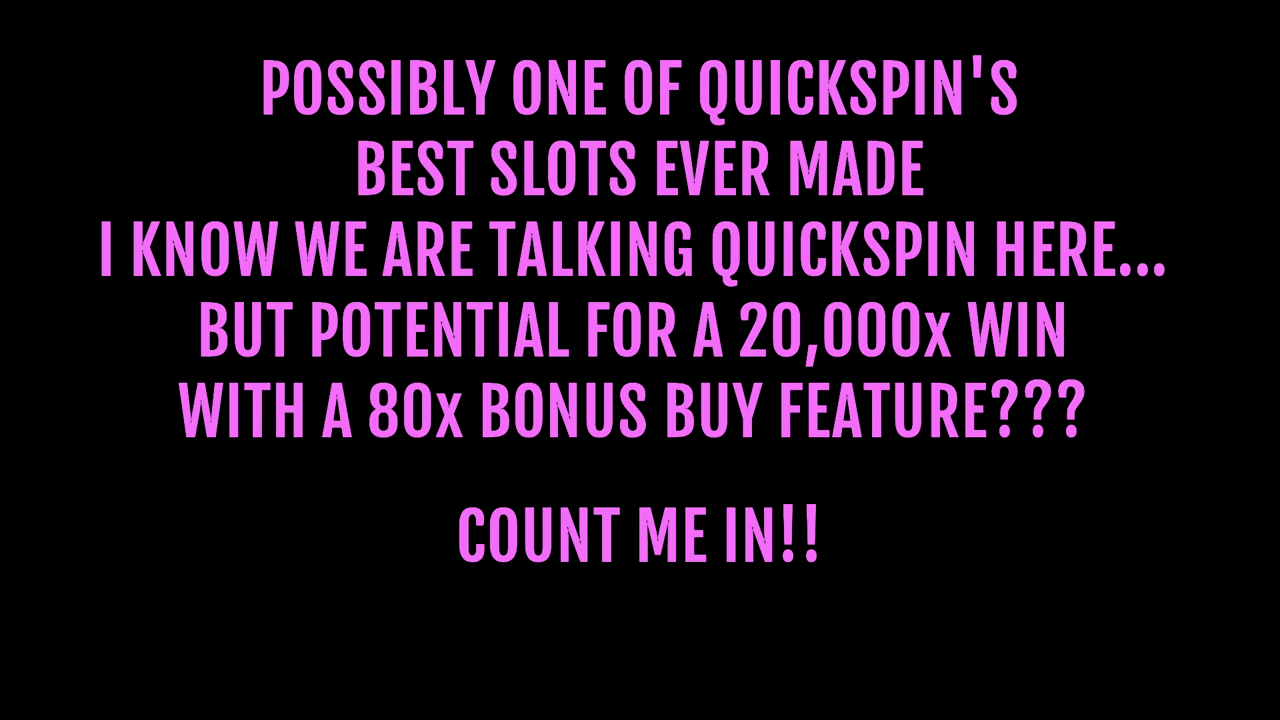 POSSIBLY ONE OF QUICKSPIN'S
BEST SLOTS EVER MADE
I KNOW WE ARE TALKING QUICKSPIN HERE...
BUT POTENTIAL FOR A 20,000x WIN
WITH A 80x BONUS BUY FEATURE???
COUNT ME IN!!